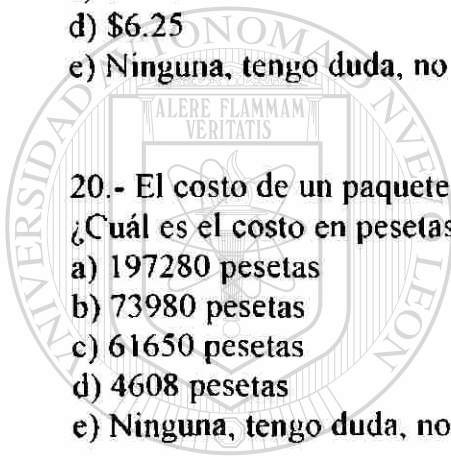 d) $6.25
e) Ninguna, tengo duda, no
ALERE FLAMMAM
VERITATIS
20.- El costo de un paquete
¿Cuál es el costo en pesetas
a) 197280 pesetas
b) 73980 pesetas
c) 61650 pesetas
d) 4608 pesetas
e) Ninguna, tengo duda, no